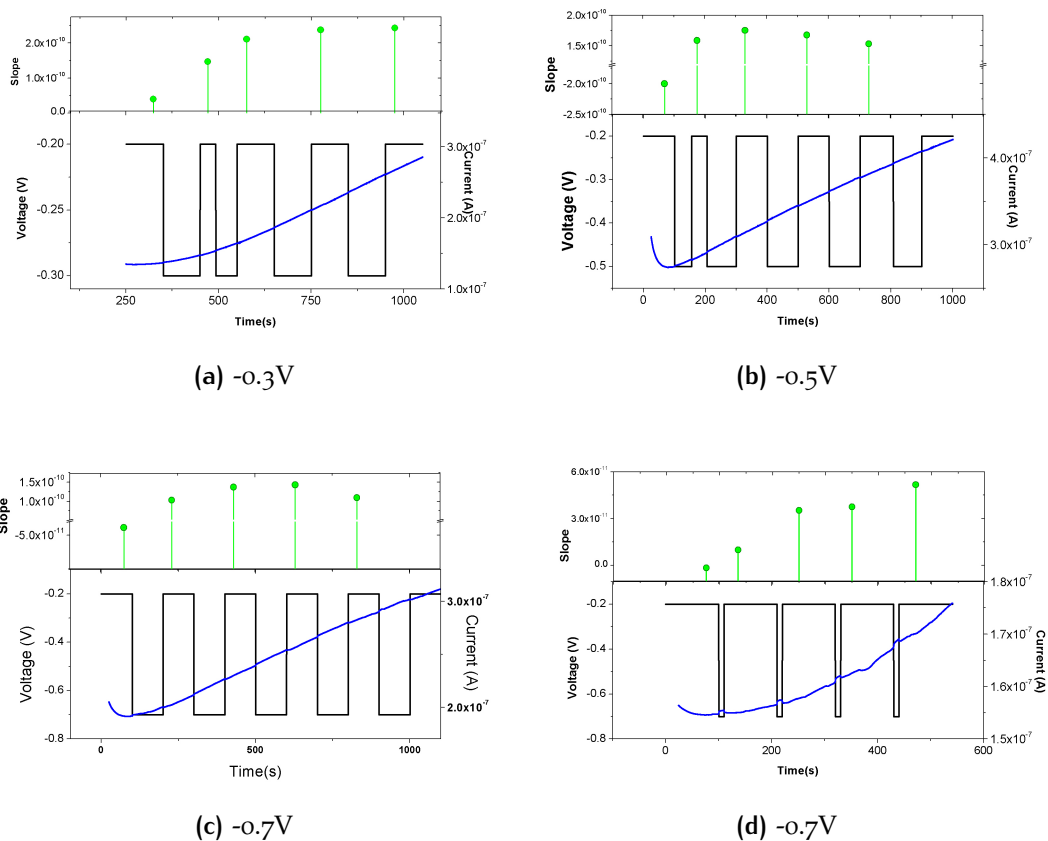 Slope
2.0x10⁻¹⁰
1.0x10⁻¹⁰
0.0
Voltage (V)
-0.20
-0.25
-0.30
3.0x10⁻⁷
2.0x10⁻⁷
1.0x10⁻⁷
Current (A)
250 500 750 1000
Time(s)
(a) -0.3V
Slope
2.0x10⁻¹⁰
1.5x10⁻¹⁰
-2.0x10⁻¹⁰
-2.5x10⁻¹⁰
Voltage (V)
-0.2
-0.3
-0.4
-0.5
4.0x10⁻⁷
3.0x10⁻⁷
Current (A)
0 200 400 600 800 1000
Time(s)
(b) -0.5V
Slope
1.5x10⁻¹⁰
1.0x10⁻¹⁰
-5.0x10⁻¹¹
Voltage (V)
-0.2
-0.4
-0.6
-0.8
3.0x10⁻⁷
2.0x10⁻⁷
Current (A)
0 500 1000
Time(s)
(c) -0.7V
Slope
6.0x10⁻¹¹
3.0x10⁻¹¹
0.0
Voltage (V)
-0.2
-0.4
-0.6
-0.8
1.8x10⁻⁷
1.7x10⁻⁷
1.6x10⁻⁷
1.5x10⁻⁷
Current (A)
0 200 400 600
Time(s)
(d) -0.7V